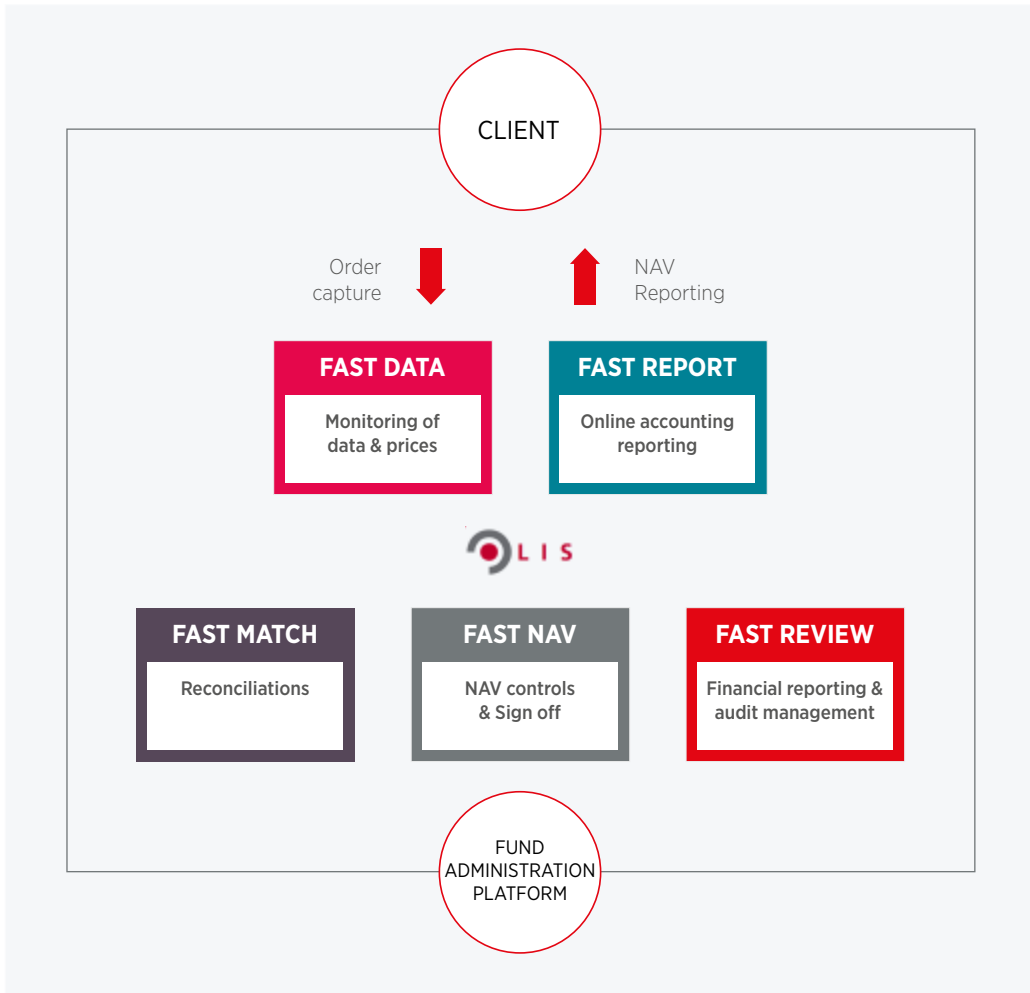 CLIENT
Order
capture
NAV
Reporting
FAST DATA
Monitoring of
data & prices
FAST REPORT
Online accounting
reporting
OLIS
FAST MATCH
Reconciliations
FAST NAV
NAV controls
& Sign off
FAST REVIEW
Financial reporting &
audit management
FUND
ADMINISTRATION
PLATFORM